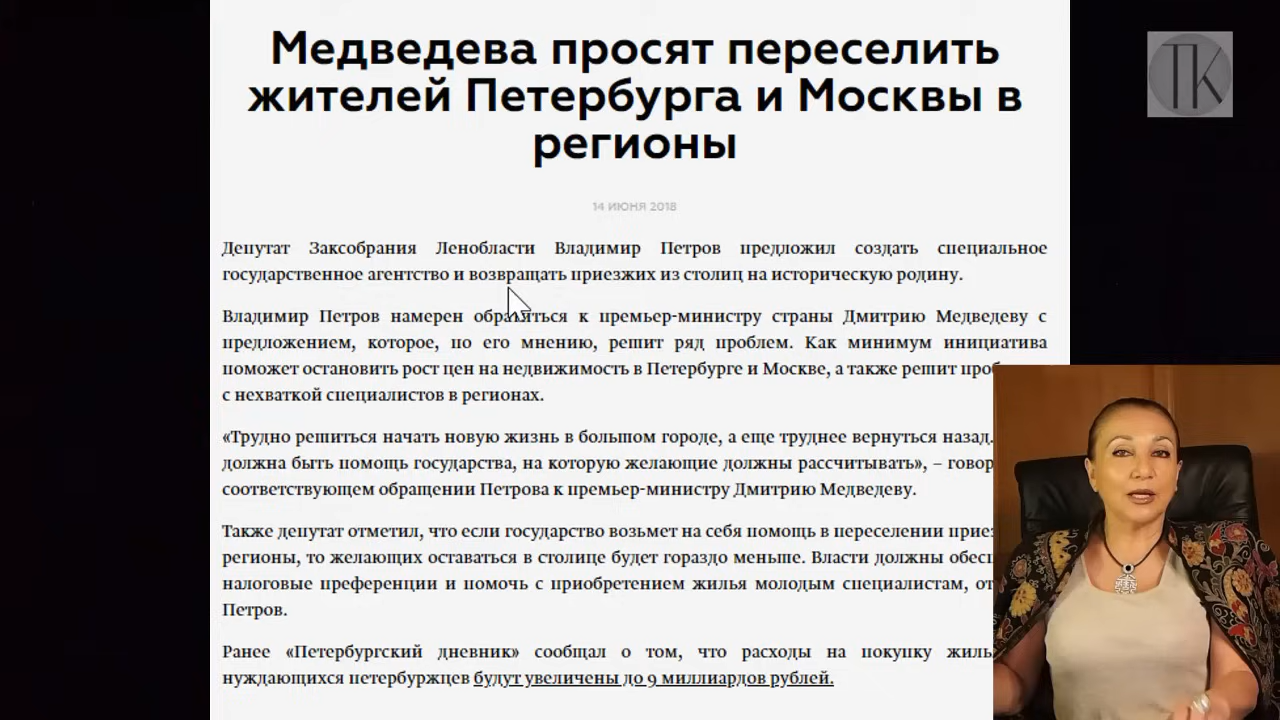 Медведева просят переселить
жителей Петербурга и Москвы в
регионы
ПК
14 ИЮНЯ 2018
Депутат Заксобрания Ленобласти Владимир Петров предложил создать специальное
государственное агентство и возвращать приезжих из столиц на историческую родину.
Владимир Петров намерен обратиться к премьер-министру страны Дмитрию Медведеву с
предложением, которое, по его мнению, решит ряд проблем. Как минимум инициатива
поможет остановить рост цен на недвижимость в Петербурге и Москве, а также решит
с нехваткой специалистов в регионах.
«Трудно решиться начать новую жизнь в большом городе, а еще труднее вернуться назад.
должна быть помощь государства, на которую желающие должны рассчитывать», –
соответствующем обращении Петрова к премьер-министру Дмитрию Медведеву.
Также депутат отметил, что если государство возьмет на себя помощь в переселении
регионы, то желающих оставаться в столице будет гораздо меньше. Власти должны
налоговые преференции и помочь с приобретением жилья молодым специалистам,
Петров.
Ранее «Петербургский дневник» сообщал о том, что расходы на покупку
нуждающихся петербуржцев будут увеличены до 9 миллиардов рублей.